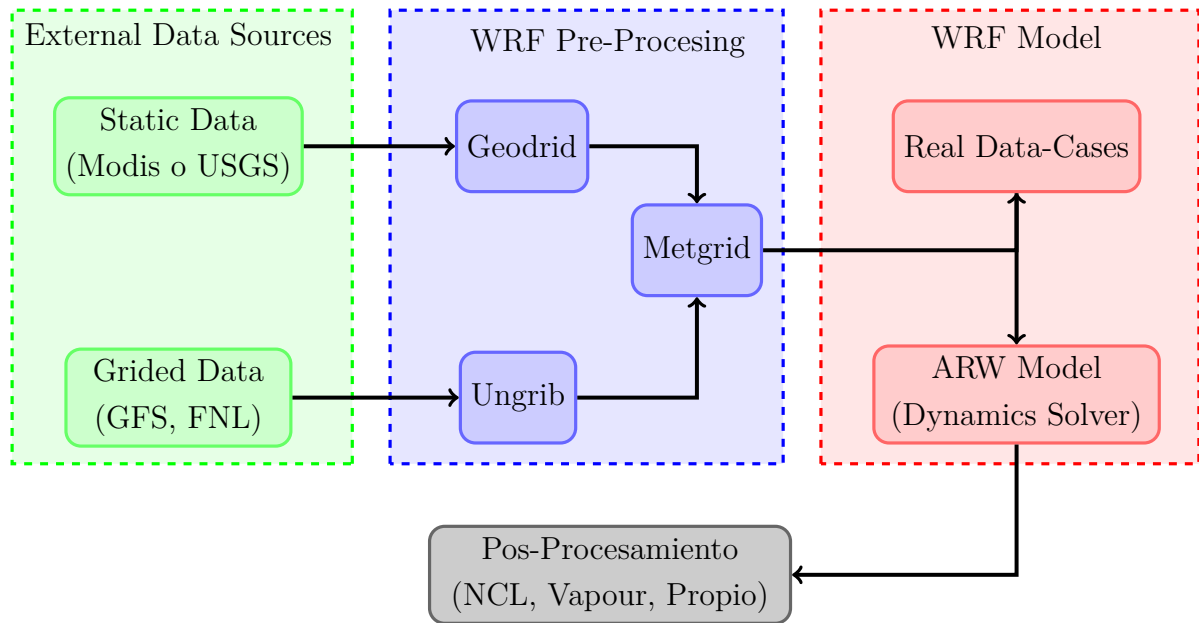 External Data Sources
Static Data
(Modis o USGS)
Grided Data
(GFS, FNL)
WRF Pre-Procesing
Geodrid
Metgrid
Ungrib
WRF Model
Real Data-Cases
ARW Model
(Dynamics Solver)
Pos-Procesamiento
(NCL, Vapour, Propio)